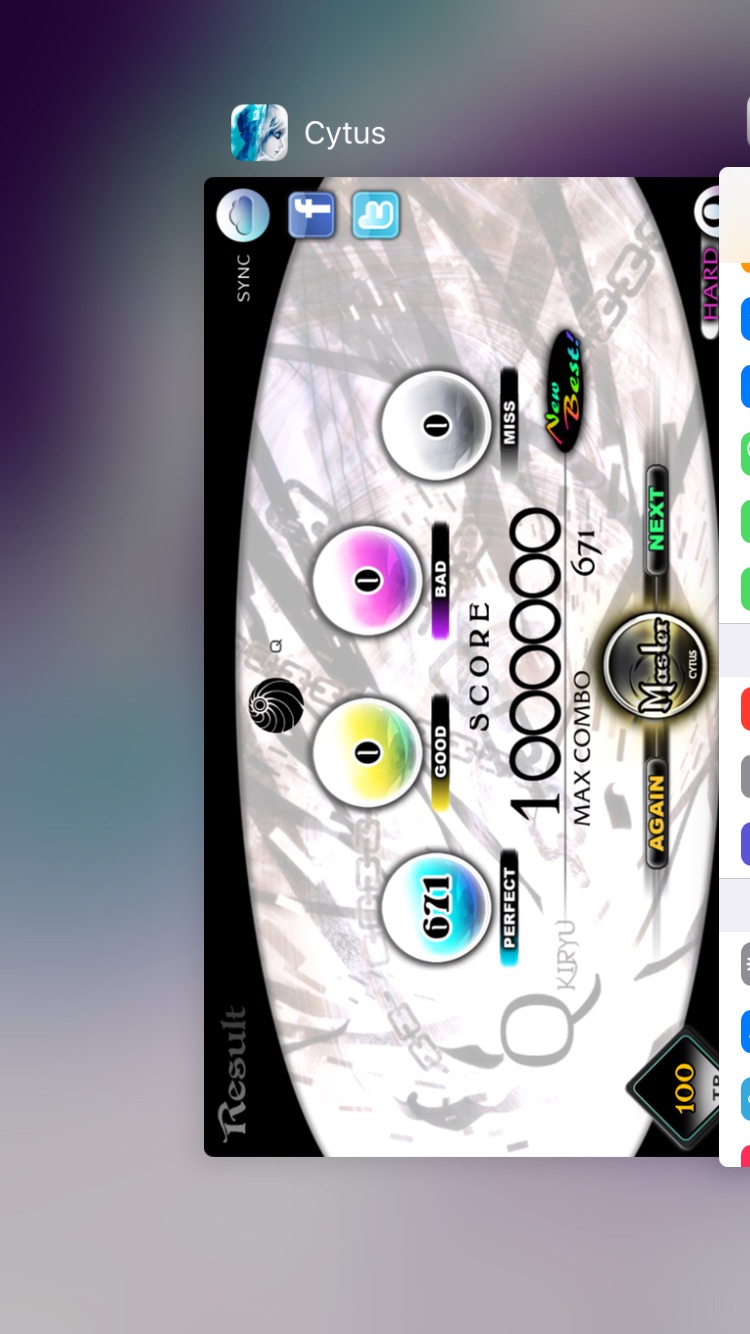 Cytus
Result
SYNC
Q
671
PERFECT
0
GOOD
0
BAD
0
MISS
SCORE
1000000
New
Best!
MAX COMBO 671
Q
KIRYU
AGAIN
Master
CYTUS
NEXT
100
TP
HARD